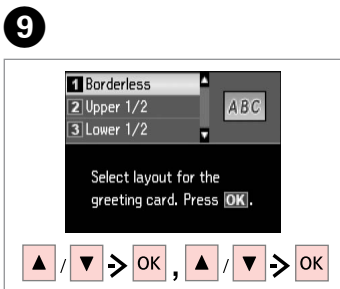 9
1 Borderless
2 Upper 1/2
3 Lower 1/2
ABC
Select layout for the
greeting card. Press OK.
▲ / ▼ → OK , ▲ / ▼ → OK